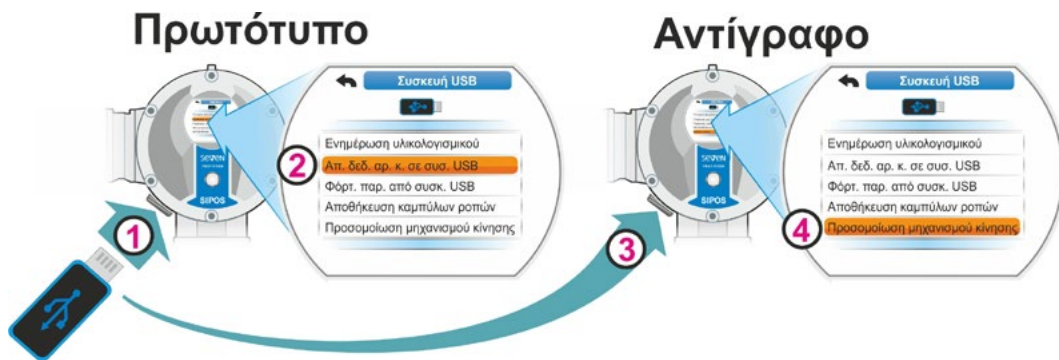 Πρωτότυπο
Αντίγραφο
Συσκευή USB
Ενημέρωση υλικολογισμικού
Απ. δεδ. αρ. κ. σε συσ. USB
Φόρτ. παρ. από συσκ. USB
Αποθήκευση καμπύλων ροπών
Προσομοίωση μηχανισμού κίνησης
seven
SIPOS
1
2
Συσκευή USB
Ενημέρωση υλικολογισμικού
Απ. δεδ. αρ. κ. σε συσ. USB
Φόρτ. παρ. από συσκ. USB
Αποθήκευση καμπύλων ροπών
Προσομοίωση μηχανισμού κίνησης
seven
SIPOS
3
4